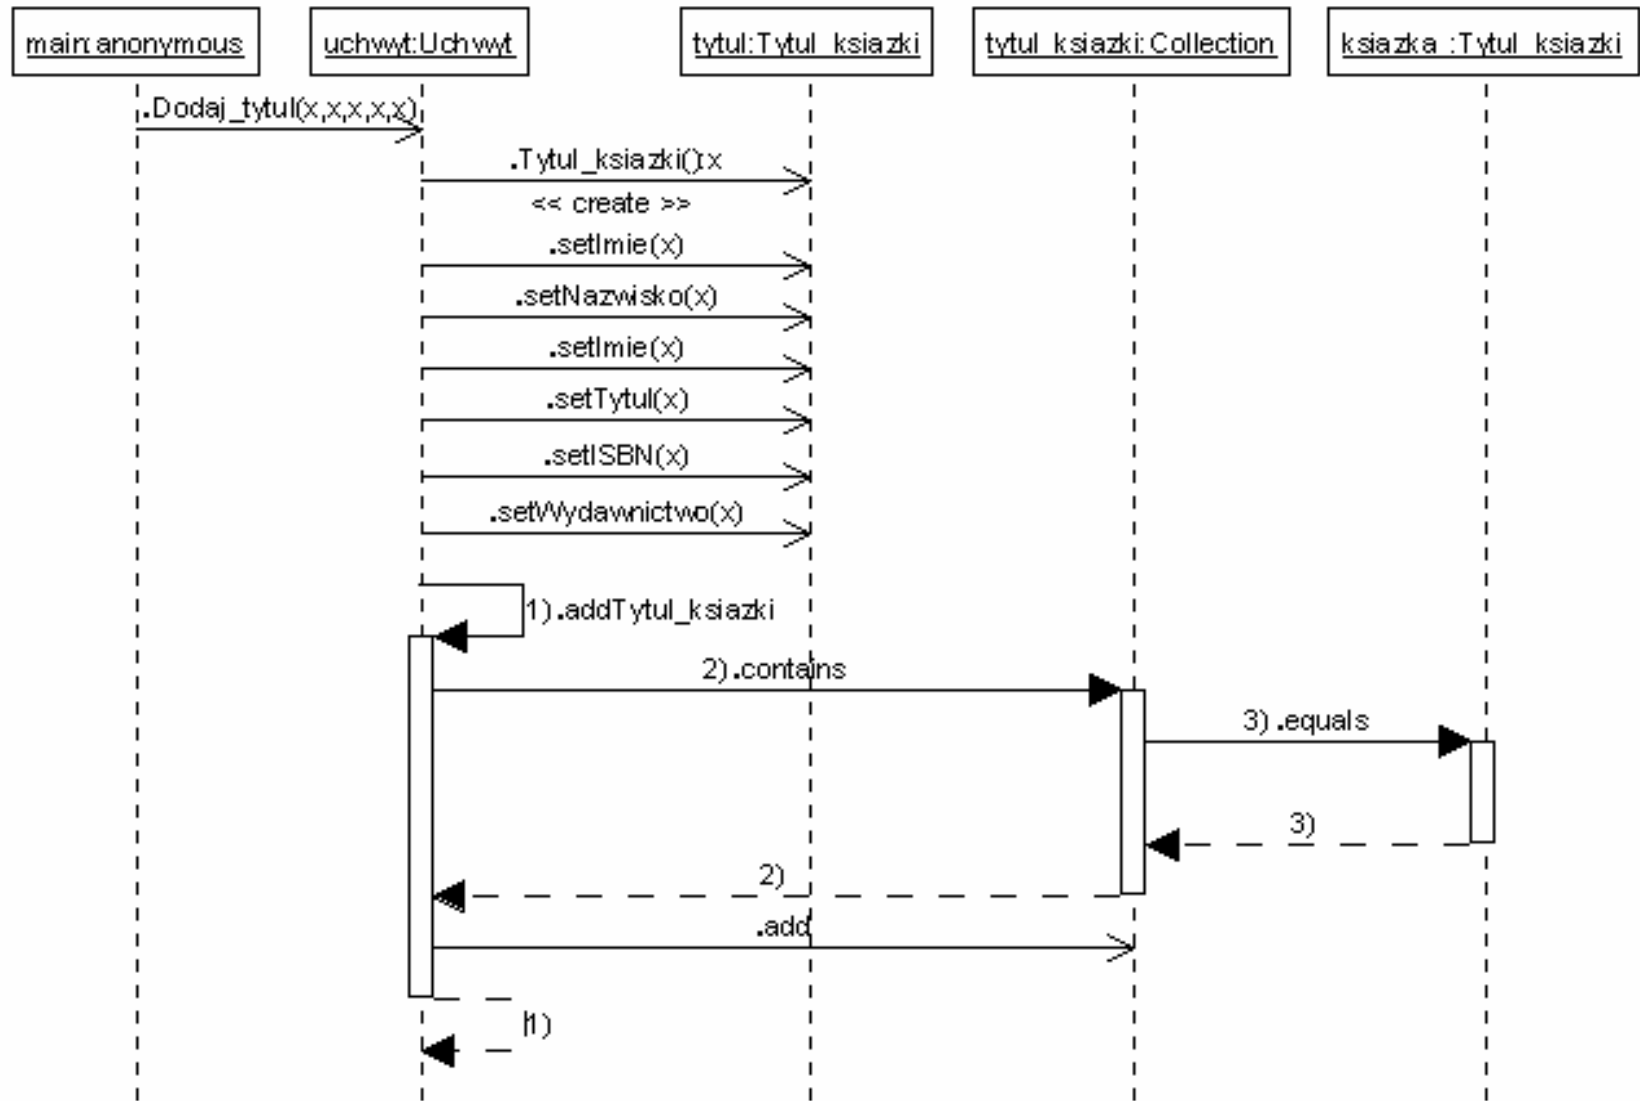 main:anonymous
uchwyt:Uchwyt
tytul:Tytul_ksiazki
tytul_ksiazki:Collection
ksiazka_:Tytul_ksiazki
.Dodaj_tytul(x,x,x,x,x)
.Tytul_ksiazki():x
<< create >>
.setImie(x)
.setNazwisko(x)
.setImie(x)
.setTytul(x)
.setISBN(x)
.setWydawnictwo(x)
1).addTytul_ksiazki
2).contains
3).equals
3)
2)
.add
1)